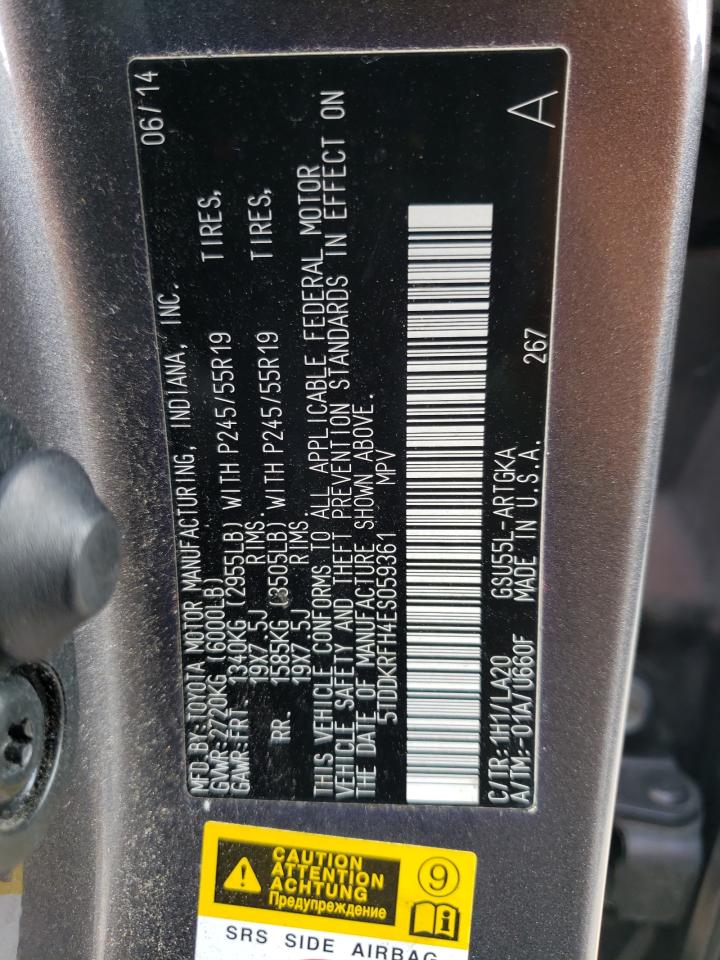 MFD.BY: TOYOTA MOTOR MANUFACTURING, INDIANA, INC. 06/14
GVWR: 2720KG (6000LB)
GAWR: FRT. 1340KG (2955LB) WITH P245/55R19 TIRES,
19X7.5J RIMS.
RR. 1585KG (3505LB) WITH P245/55R19 TIRES,
19X7.5J RIMS.
THIS VEHICLE CONFORMS TO ALL APPLICABLE FEDERAL MOTOR
VEHICLE SAFETY AND THEFT PREVENTION STANDARDS IN EFFECT ON
THE DATE OF MANUFACTURE SHOWN ABOVE.
5TDDKRFH4ES059361 MPV
C/TR: 1H1/LA20 GSU55L-ARTGKA 267 A
A/TM: -01A/U660F MADE IN U.S.A.
CAUTION
ATTENTION
ACHTUNG
Предупреждение
9
i
SRS SIDE AIRBAG